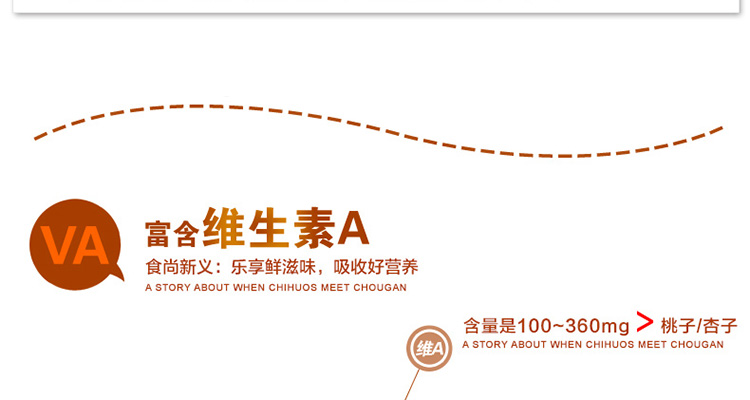 VA
富含维生素A
食尚新义：乐享鲜滋味，吸收好营养
A STORY ABOUT WHEN CHIHUOS MEET CHOUGAN
维A
含量是100~360mg > 桃子/杏子
A STORY ABOUT WHEN CHIHUOS MEET CHOUGAN